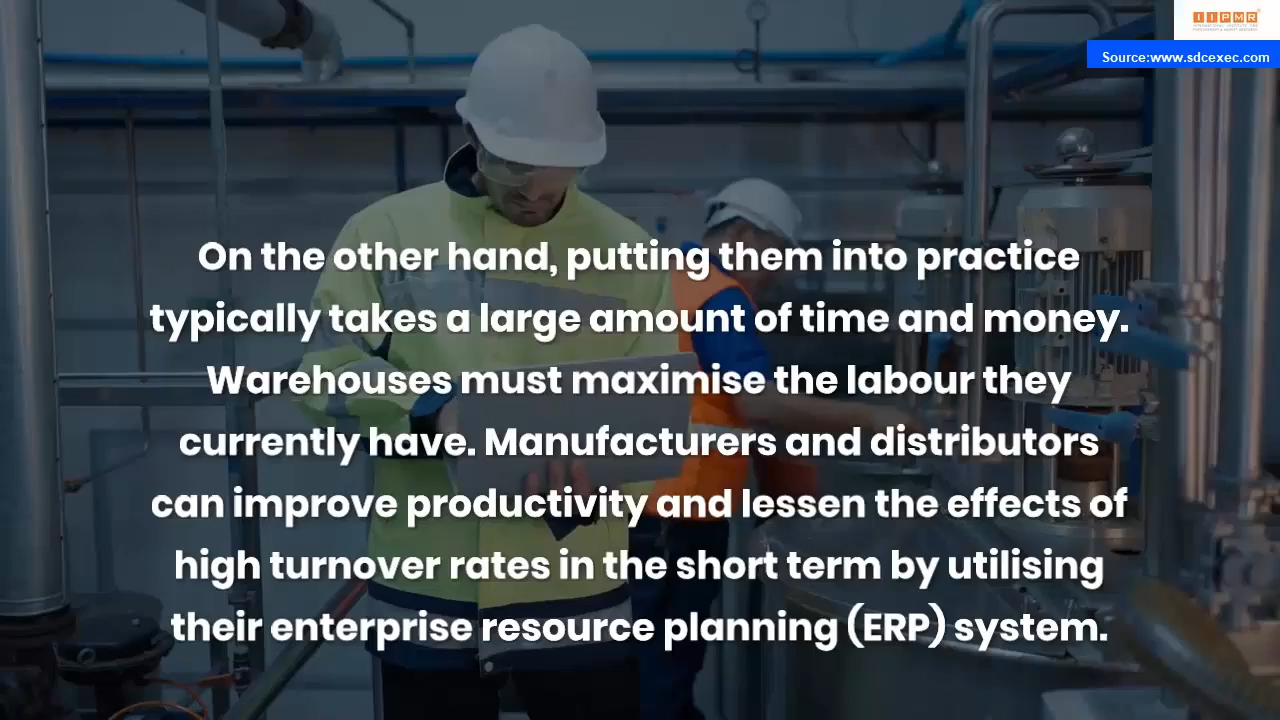 IIPMR
Source:www.sdcexec.com
On the other hand, putting them into practice
typically takes a large amount of time and money.
Warehouses must maximise the labour they
currently have. Manufacturers and distributors
can improve productivity and lessen the effects of
high turnover rates in the short term by utilising
their enterprise resource planning (ERP) system.